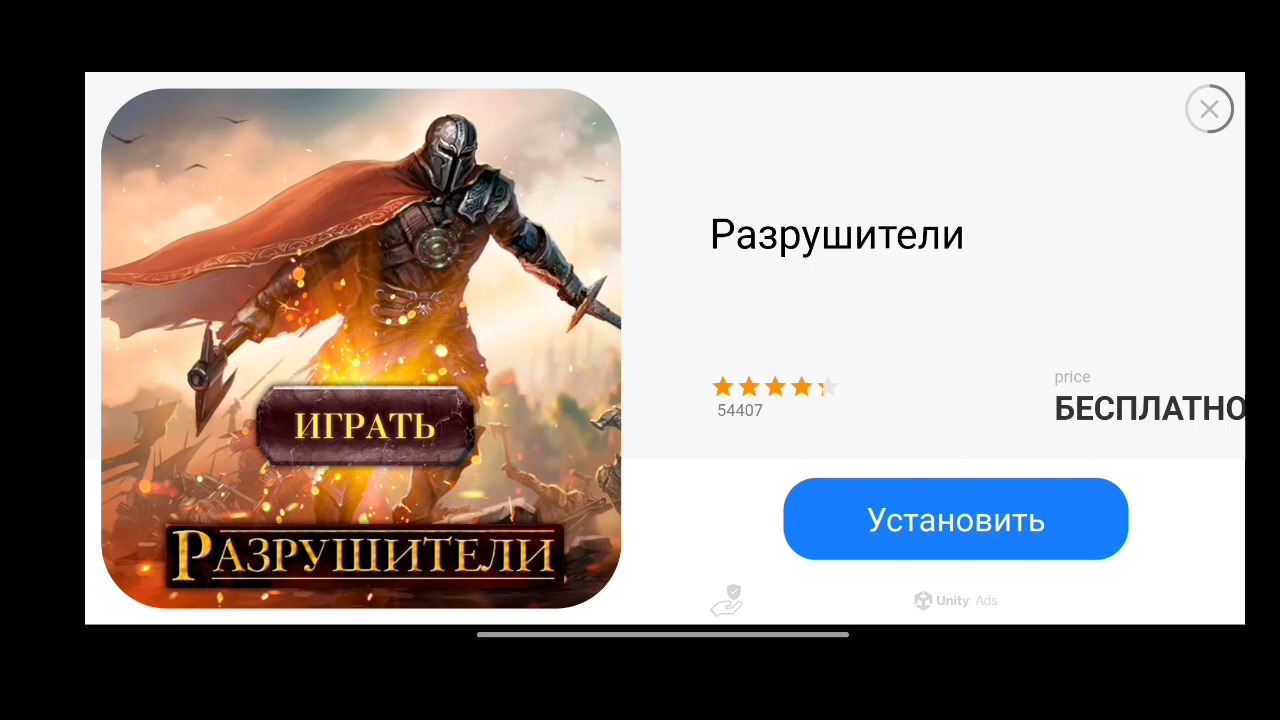 ИГРАТЬ
РАЗРУШИТЕЛИ
Разрушители
54407
price
БЕСПЛАТНО
Установить
Unity Ads